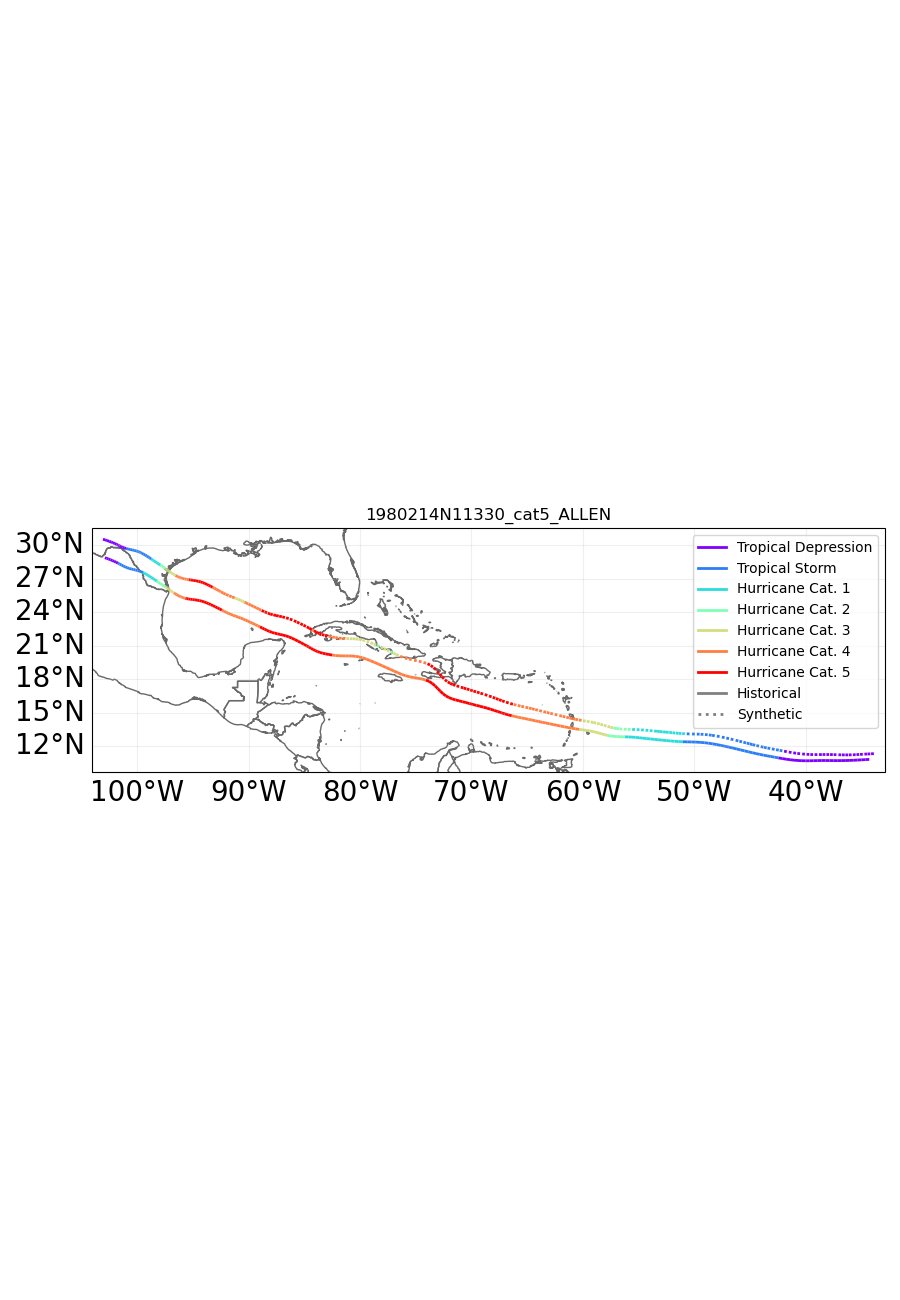 1980214N11330_cat5_ALLEN
30°N
27°N
24°N
21°N
18°N
15°N
12°N
100°W 90°W 80°W 70°W 60°W 50°W 40°W
Tropical Depression
Tropical Storm
Hurricane Cat. 1
Hurricane Cat. 2
Hurricane Cat. 3
Hurricane Cat. 4
Hurricane Cat. 5
Historical
Synthetic